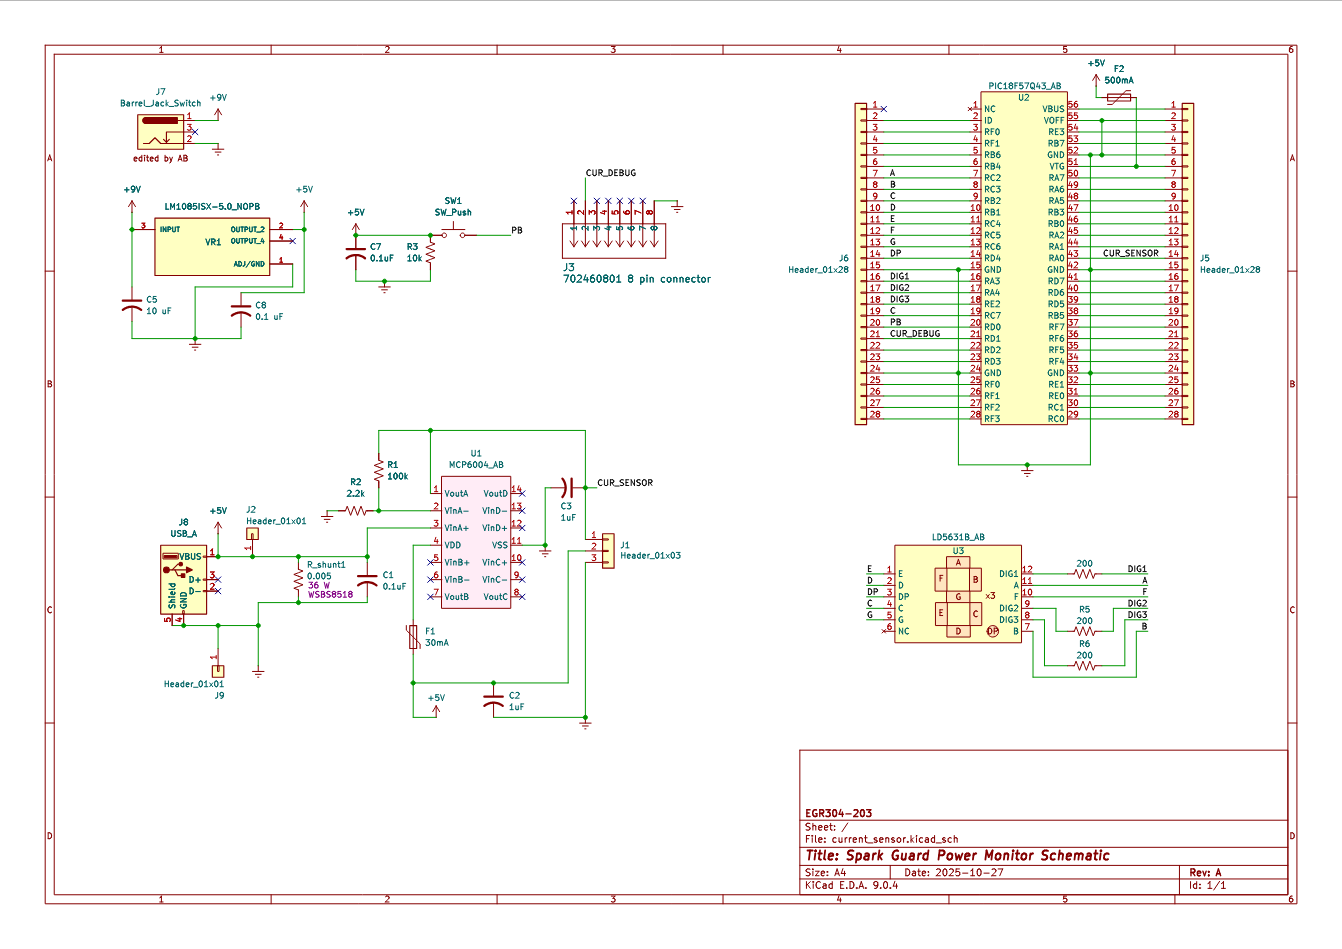 1 2 3 4 5 6
A
B
C
D
J7
Barrel_Jack_Switch
+9V
1
3
2
edited by AB
+9V
+5V
LM1085ISX-5.0_NOPB
3 INPUT
OUTPUT_2 2
VR1
OUTPUT_4 4
ADJ/GND 1
C5
10 uF
C8
0.1 uF
+5V
C7
0.1uF
R3
10k
SW1
SW_Push
PB
CUR_DEBUG
1 2 3 4 5 6 7 8
1 2 3 4 5 6 7 8
J3
702460801 8 pin connector
+5V
F2
500mA
PIC18F57Q43_AB
U2
J6
Header_01x28
J5
Header_01x28
1 1 NC VBUS 56 1
2 2 ID VOFF 55 2
3 3 RF0 RE3 54 3
4 4 RF1 RB7 53 4
5 5 RB6 GND 52 5
6 6 RB4 VTG 51 6
7 A 7 RC2 RA7 50 7
8 B 8 RC3 RA6 49 8
9 C 9 RB2 RA5 48 9
10 D 10 RB1 RB3 47 10
11 E 11 RC4 RB0 46 11
12 F 12 RC5 RA2 45 12
13 G 13 RC6 RA1 44 13
14 DP 14 RD4 RA0 43 CUR_SENSOR 14
15 15 GND GND 42 15
16 DIG1 16 RA3 RD7 41 16
17 DIG2 17 RA4 RD6 40 17
18 DIG3 18 RE2 RD5 39 18
19 C 19 RC7 RB5 38 19
20 PB 20 RD0 RF7 37 20
21 CUR_DEBUG 21 RD1 RF6 36 21
22 22 RD2 RF5 35 22
23 23 RD3 RF4 34 23
24 24 GND GND 33 24
25 25 RF0 RE1 32 25
26 26 RF1 RE0 31 26
27 27 RF2 RC1 30 27
28 28 RF3 RC0 29 28
J8
USB_A
+5V
VBUS 1
D+ 3
D- 2
Shield
GND
5 4
J2
Header_01x01
1
1
Header_01x01
J9
R_shunt1
0.005
36 W
WSBS8518
C1
0.1uF
R2
2.2k
R1
100k
U1
MCP6004_AB
1 VoutA VoutD 14
2 VinA- VinD- 13
3 VinA+ VinD+ 12
4 VDD VSS 11
5 VinB+ VinC+ 10
6 VinB- VinC- 9
7 VoutB VoutC 8
F1
30mA
+5V
C2
1uF
C3
1uF
CUR_SENSOR
1
2
3
J1
Header_01x03
LD5631B_AB
U3
E 1 E
D 2 D
DP 3 DP
C 4 C
G 5 G
6 NC
A
F B
G
E C
D
DP
x3
DIG1 12
A 11
F 10
DIG2 9
DIG3 8
B 7
200
R5
200
R6
200
DIG1
A
F
DIG2
DIG3
B
EGR304-203
Sheet: /
File: current_sensor.kicad_sch
Title: Spark Guard Power Monitor Schematic
Size: A4 Date: 2025-10-27 Rev: A
KiCad E.D.A. 9.0.4 Id: 1/1
A
B
C
D
1 2 3 4 5 6